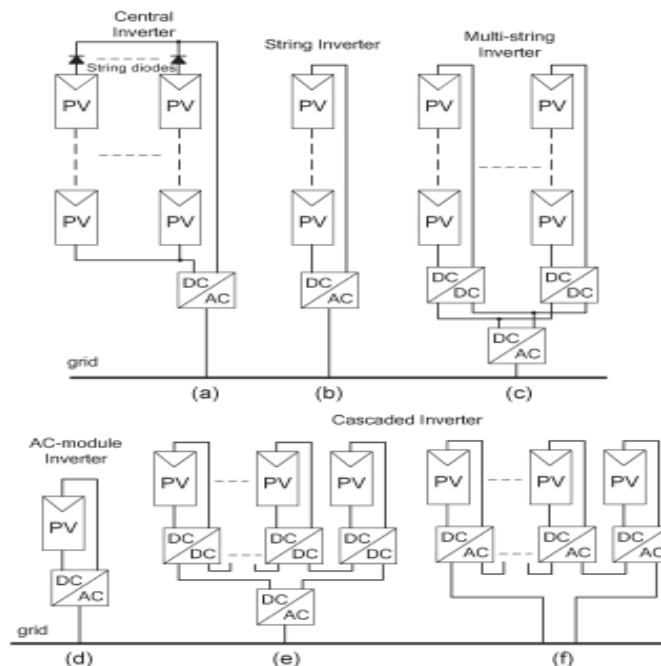 Central
Inverter
String Inverter
Multi-string
Inverter
String diodes
PV PV PV PV PV
PV PV PV PV PV
DC DC
DC DC
DC
AC
DC
AC
DC
AC
grid
(a) (b) (c)
Cascaded Inverter
AC-module
Inverter
PV PV PV PV PV PV
PV
DC DC DC DC DC DC
DC DC DC AC AC AC
DC
AC
DC
AC
grid
(d) (e) (f)